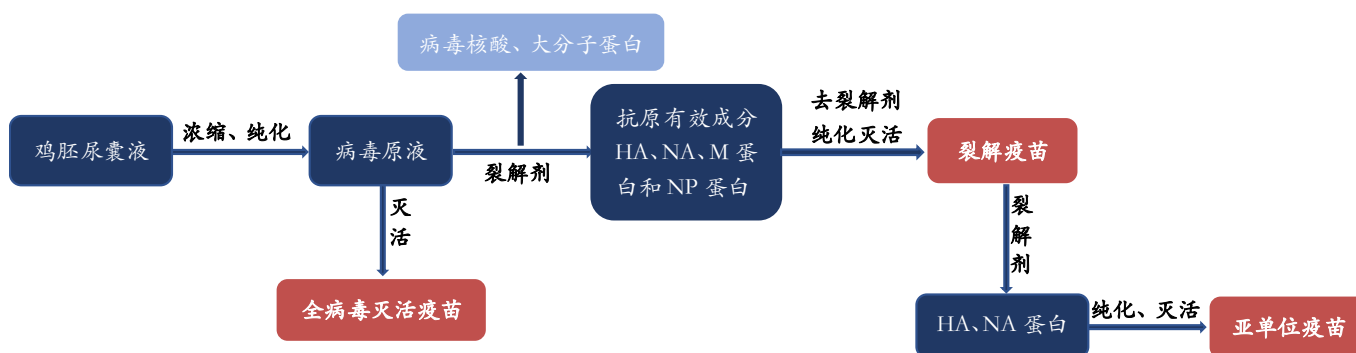 病毒核酸、大分子蛋白
鸡胚尿囊液
浓缩、纯化
病毒原液
裂解剂
抗原有效成分
HA、NA、M 蛋
白和 NP 蛋白
去裂解剂
纯化灭活
裂解疫苗
灭
活
全病毒灭活疫苗
裂
解
剂
HA、NA 蛋白
纯化、灭活
亚单位疫苗